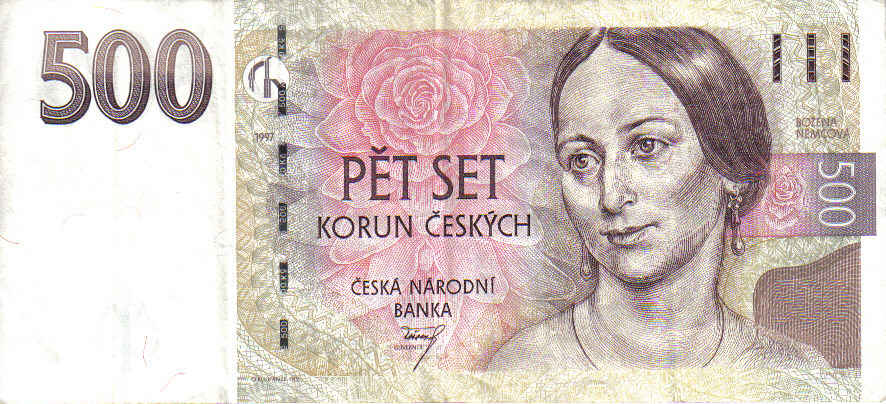 500
1997
PĚT SET
KORUN ČESKÝCH
ČESKÁ NÁRODNÍ
BANKA
BOŽENA
NĚMCOVÁ
500